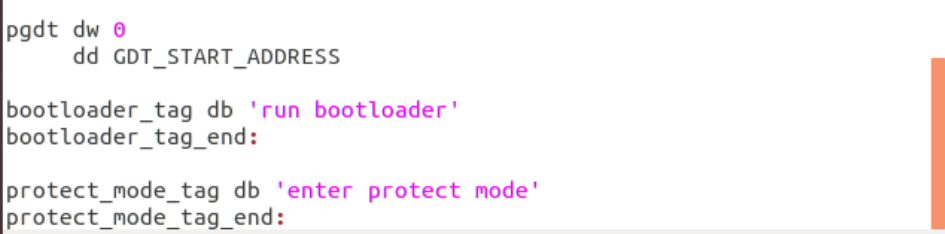 pgdt dw 0
     dd GDT_START_ADDRESS
bootloader_tag db 'run bootloader'
bootloader_tag_end:
protect_mode_tag db 'enter protect mode'
protect_mode_tag_end: